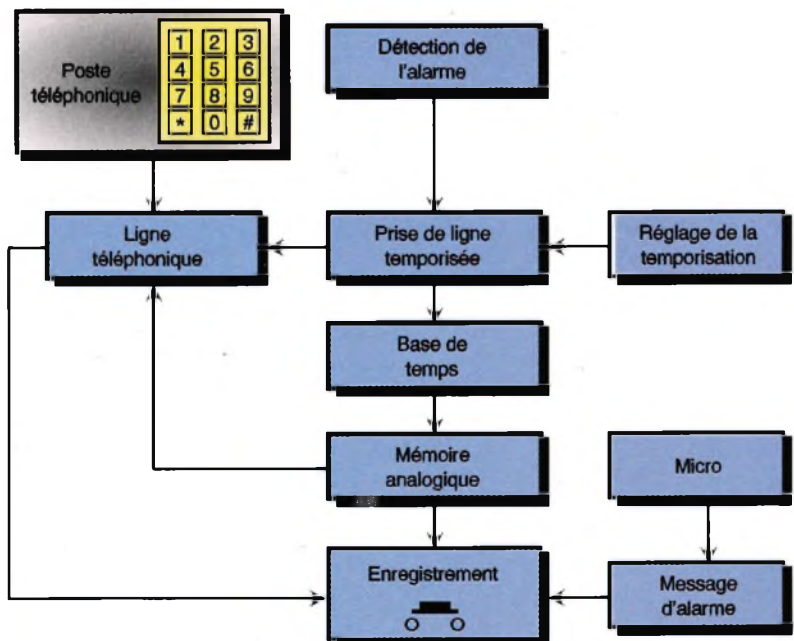 Poste
téléphonique
1 2 3
4 5 6
7 8 9
* 0 #
Détection de
l'alarme
Ligne
téléphonique
Prise de ligne
temporisée
Réglage de la
temporisation
Base de
temps
Mémoire
analogique
Micro
Enregistrement
Message
d'alarme